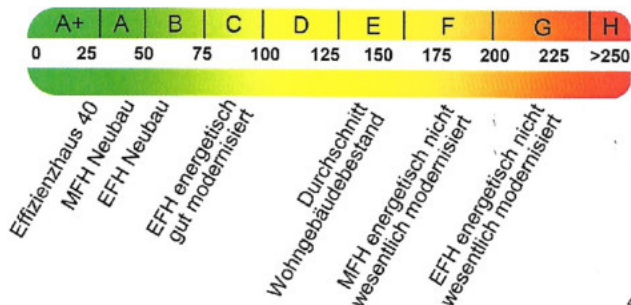 A+ A B C D E F G H
0 25 50 75 100 125 150 175 200 225 >250
Effizienzhaus 40
MFH Neubau
EFH Neubau
EFH energetisch
gut modernisiert
Durchschnitt
Wohngebäudebestand
MFH energetisch nicht
wesentlich modernisiert
EFH energetisch nicht
wesentlich modernisiert